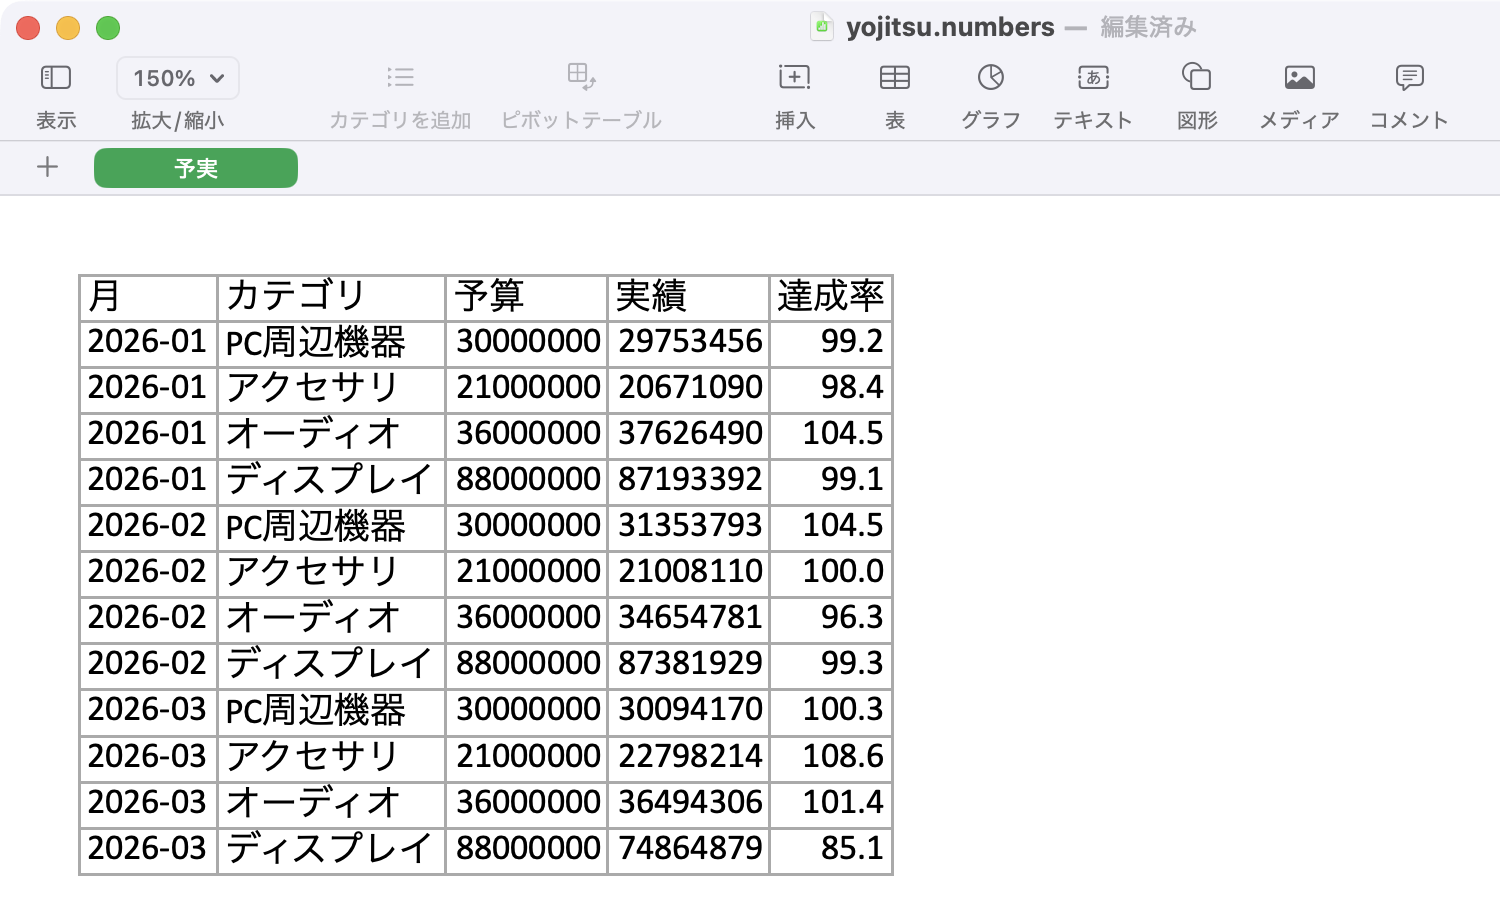 yojitsu.numbers — 編集済み
150%
表示 拡大/縮小 カテゴリを追加 ピボットテーブル 挿入 表 グラフ テキスト 図形 メディア コメント
予実
月 カテゴリ 予算 実績 達成率
2026-01 PC周辺機器 30000000 29753456 99.2
2026-01 アクセサリ 21000000 20671090 98.4
2026-01 オーディオ 36000000 37626490 104.5
2026-01 ディスプレイ 88000000 87193392 99.1
2026-02 PC周辺機器 30000000 31353793 104.5
2026-02 アクセサリ 21000000 21008110 100.0
2026-02 オーディオ 36000000 34654781 96.3
2026-02 ディスプレイ 88000000 87381929 99.3
2026-03 PC周辺機器 30000000 30094170 100.3
2026-03 アクセサリ 21000000 22798214 108.6
2026-03 オーディオ 36000000 36494306 101.4
2026-03 ディスプレイ 88000000 74864879 85.1